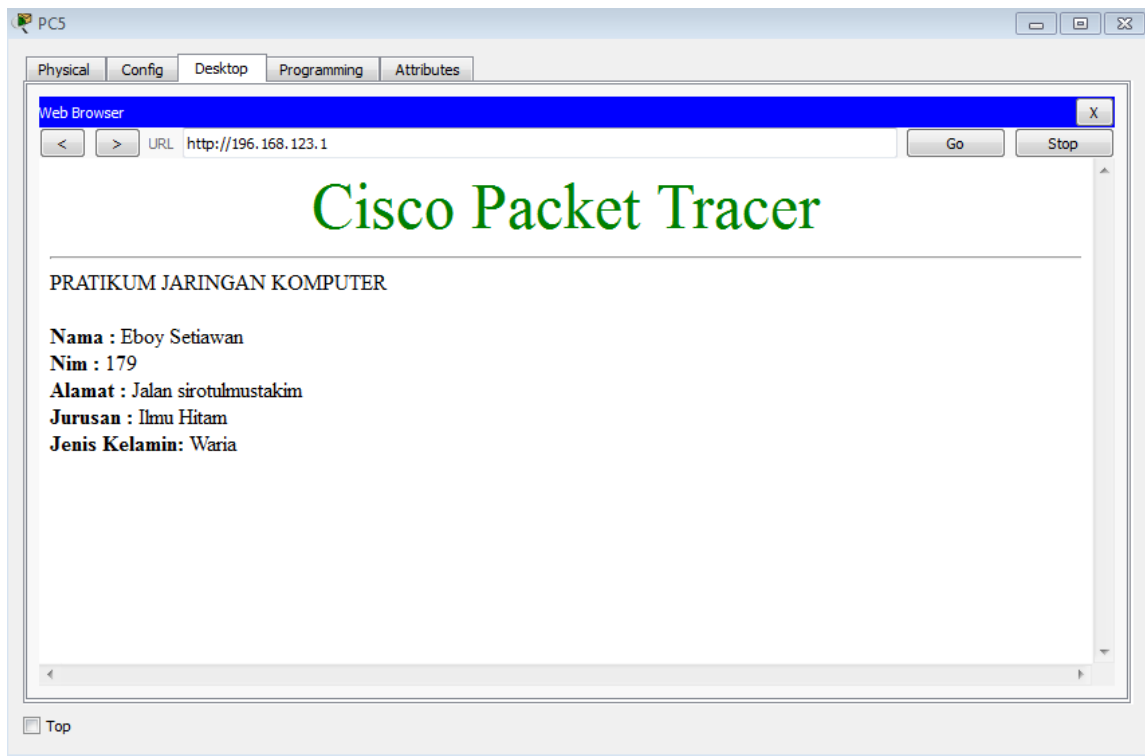 PC5
Physical Config Desktop Programming Attributes
Web Browser X
< > URL http://196.168.123.1 Go Stop
Cisco Packet Tracer
PRATIKUM JARINGAN KOMPUTER
Nama : Eboy Setiawan
Nim : 179
Alamat : Jalan sirotulmustakim
Jurusan : Ilmu Hitam
Jenis Kelamin: Waria
Top